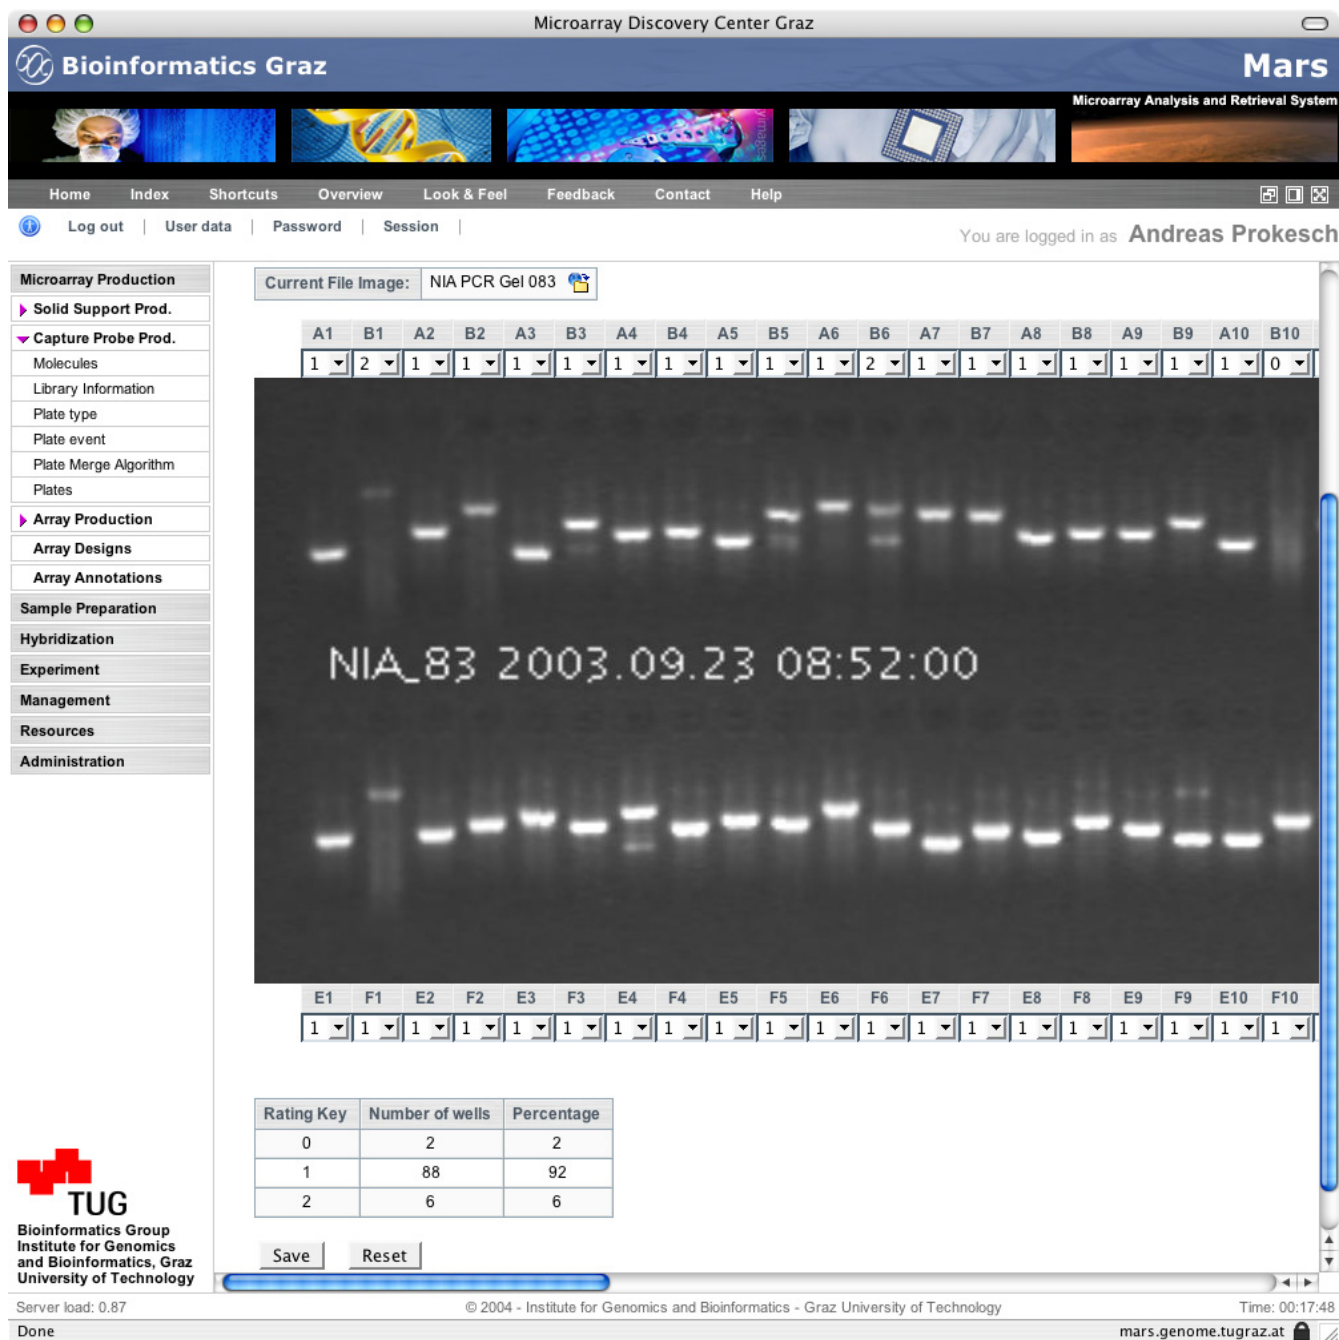 Microarray Discovery Center Graz
Bioinformatics Graz
Mars
Microarray Analysis and Retrieval System
Home Index Shortcuts Overview Look & Feel Feedback Contact Help
Log out | User data | Password | Session |
You are logged in as Andreas Prokesch
Microarray Production
Solid Support Prod.
Capture Probe Prod.
Molecules
Library Information
Plate type
Plate event
Plate Merge Algorithm
Plates
Array Production
Array Designs
Array Annotations
Sample Preparation
Hybridization
Experiment
Management
Resources
Administration
Current File Image: NIA PCR Gel 083
A1 B1 A2 B2 A3 B3 A4 B4 A5 B5 A6 B6 A7 B7 A8 B8 A9 B9 A10 B10
1 2 1 1 1 1 1 1 1 1 1 2 1 1 1 1 1 1 1 0
NIA_83 2003.09.23 08:52:00
E1 F1 E2 F2 E3 F3 E4 F4 E5 F5 E6 F6 E7 F7 E8 F8 E9 F9 E10 F10
1 1 1 1 1 1 1 1 1 1 1 1 1 1 1 1 1 1 1 1
Rating Key Number of wells Percentage
0 2 2
1 88 92
2 6 6
Save Reset
TUG
Bioinformatics Group
Institute for Genomics
and Bioinformatics, Graz
University of Technology
Server load: 0.87
© 2004 - Institute for Genomics and Bioinformatics - Graz University of Technology
Time: 00:17:48
Done
mars.genome.tugraz.at